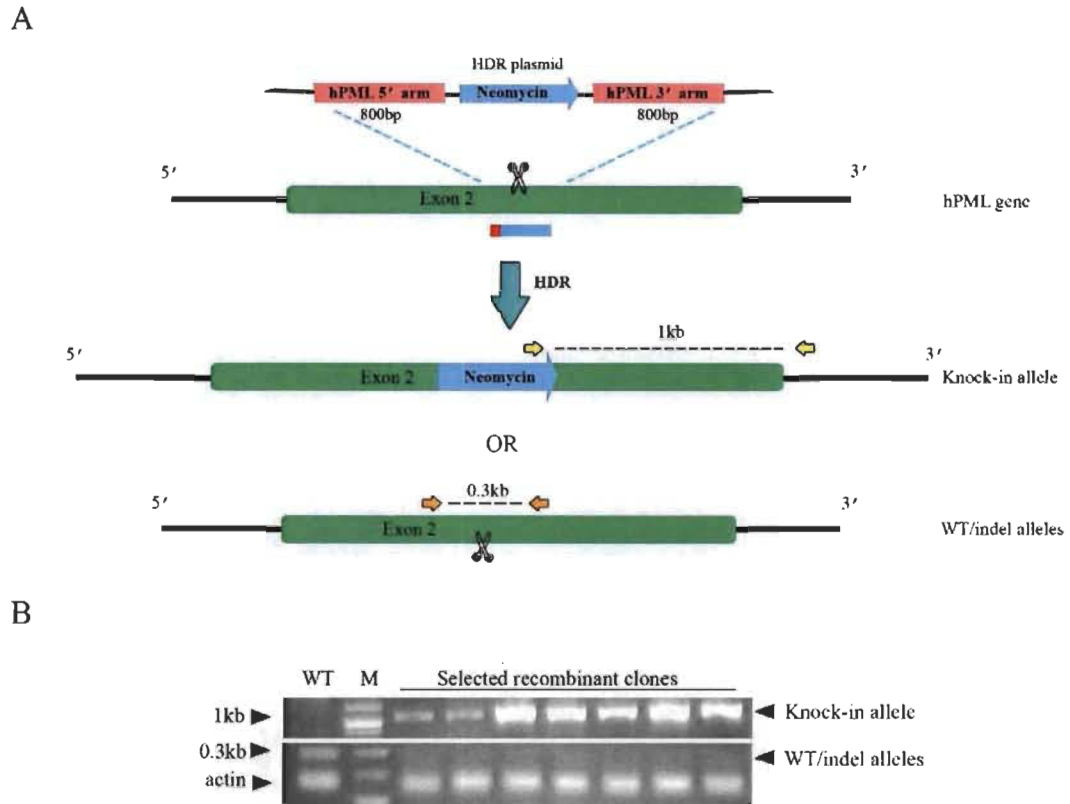 A
HDR plasmid
hPML 5′ arm Neomycin hPML 3′ arm
800bp 800bp
5′ 3′
Exon 2
hPML gene
HDR
1kb
5′ 3′
Exon 2 Neomycin
Knock-in allele
OR
0.3kb
5′ 3′
Exon 2
WT/indel alleles
B
WT M Selected recombinant clones
1kb Knock-in allele
0.3kb WT/indel alleles
actin